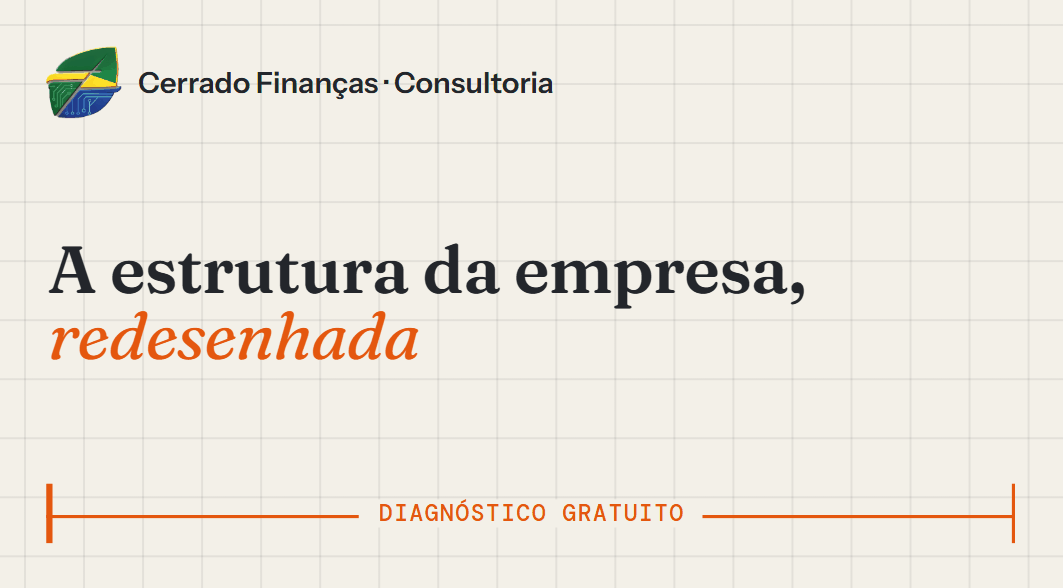 Cerrado Finanças · Consultoria
A estrutura da empresa,
redesenhada
DIAGNÓSTICO GRATUITO